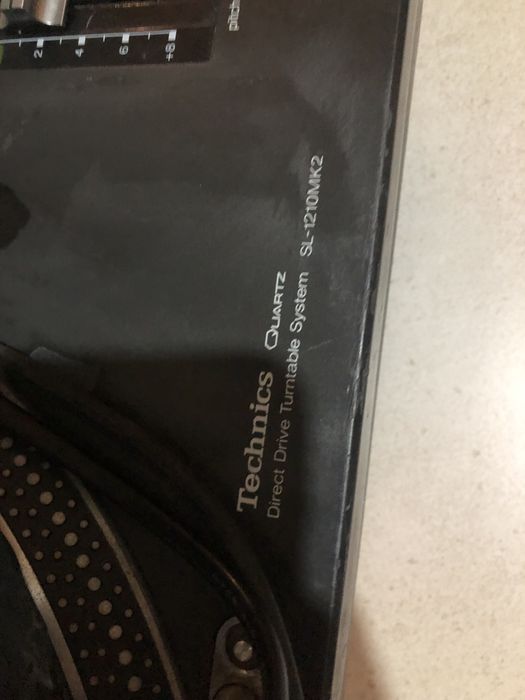 Technics QUARTZ
Direct Drive Turntable System SL-1210MK2
2 4 6 +8
pitch